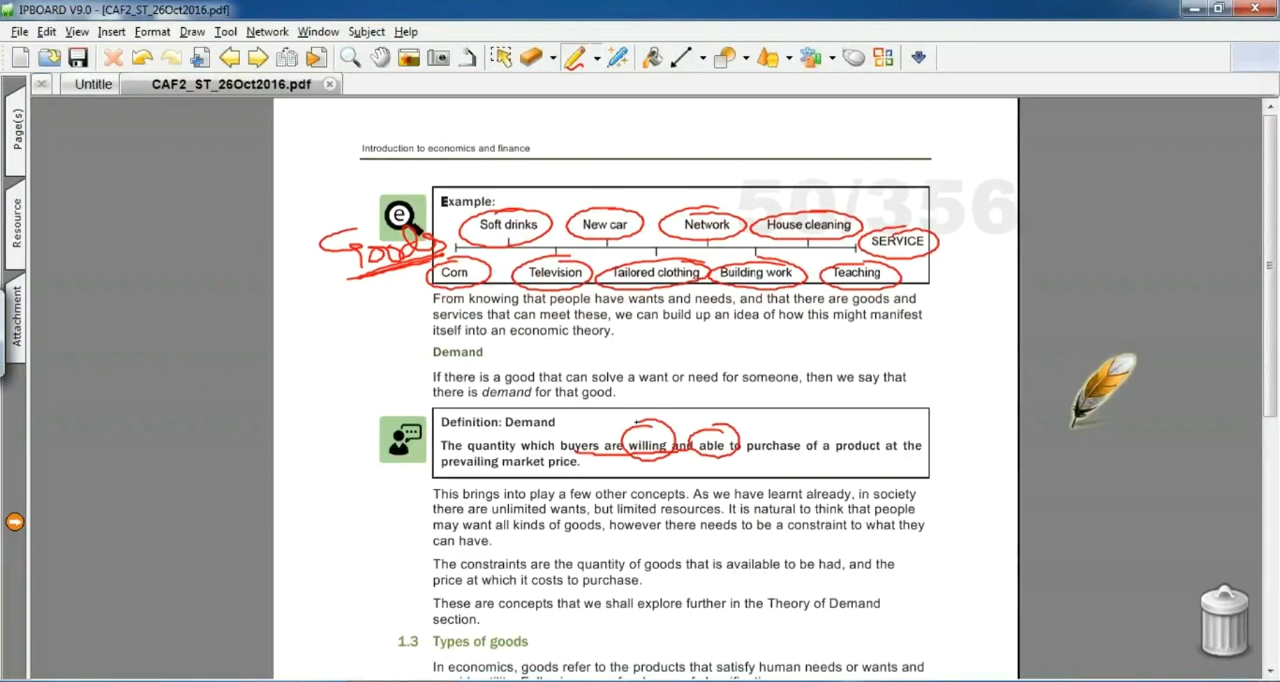 IPBOARD V9.0 - [CAF2_ST_26Oct2016.pdf]
File Edit View Insert Format Draw Tool Network Window Subject Help
Untitle CAF2_ST_26Oct2016.pdf
Page(s)
Resource
Attachment
Introduction to economics and finance
50/356
Example:
Soft drinks New car Network House cleaning
SERVICE
Goods
Corn Television Tailored clothing Building work Teaching
From knowing that people have wants and needs, and that there are goods and
services that can meet these, we can build up an idea of how this might manifest
itself into an economic theory.
Demand
If there is a good that can solve a want or need for someone, then we say that
there is demand for that good.
Definition: Demand
The quantity which buyers are willing and able to purchase of a product at the
prevailing market price.
This brings into play a few other concepts. As we have learnt already, in society
there are unlimited wants, but limited resources. It is natural to think that people
may want all kinds of goods, however there needs to be a constraint to what they
can have.
The constraints are the quantity of goods that is available to be had, and the
price at which it costs to purchase.
These are concepts that we shall explore further in the Theory of Demand
section.
1.3 Types of goods
In economics, goods refer to the products that satisfy human needs or wants and